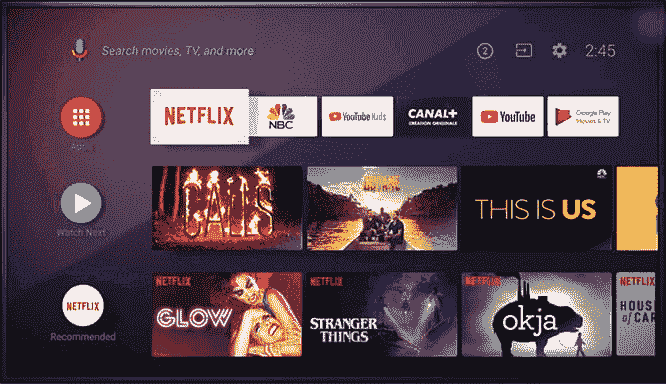 Search movies, TV, and more
2
2:45
NETFLIX
NBC
YouTube Kids
CANAL+
CRÉATION ORIGINALE
YouTube
Google Play
Movies & TV
Apps
CALLS
Watch Next
THIS IS US
NETFLIX
NETFLIX
NETFLIX
NETFLIX
GLOW
STRANGER
THINGS
okja
HOUSE
of CAR
NETFLIX
Recommended